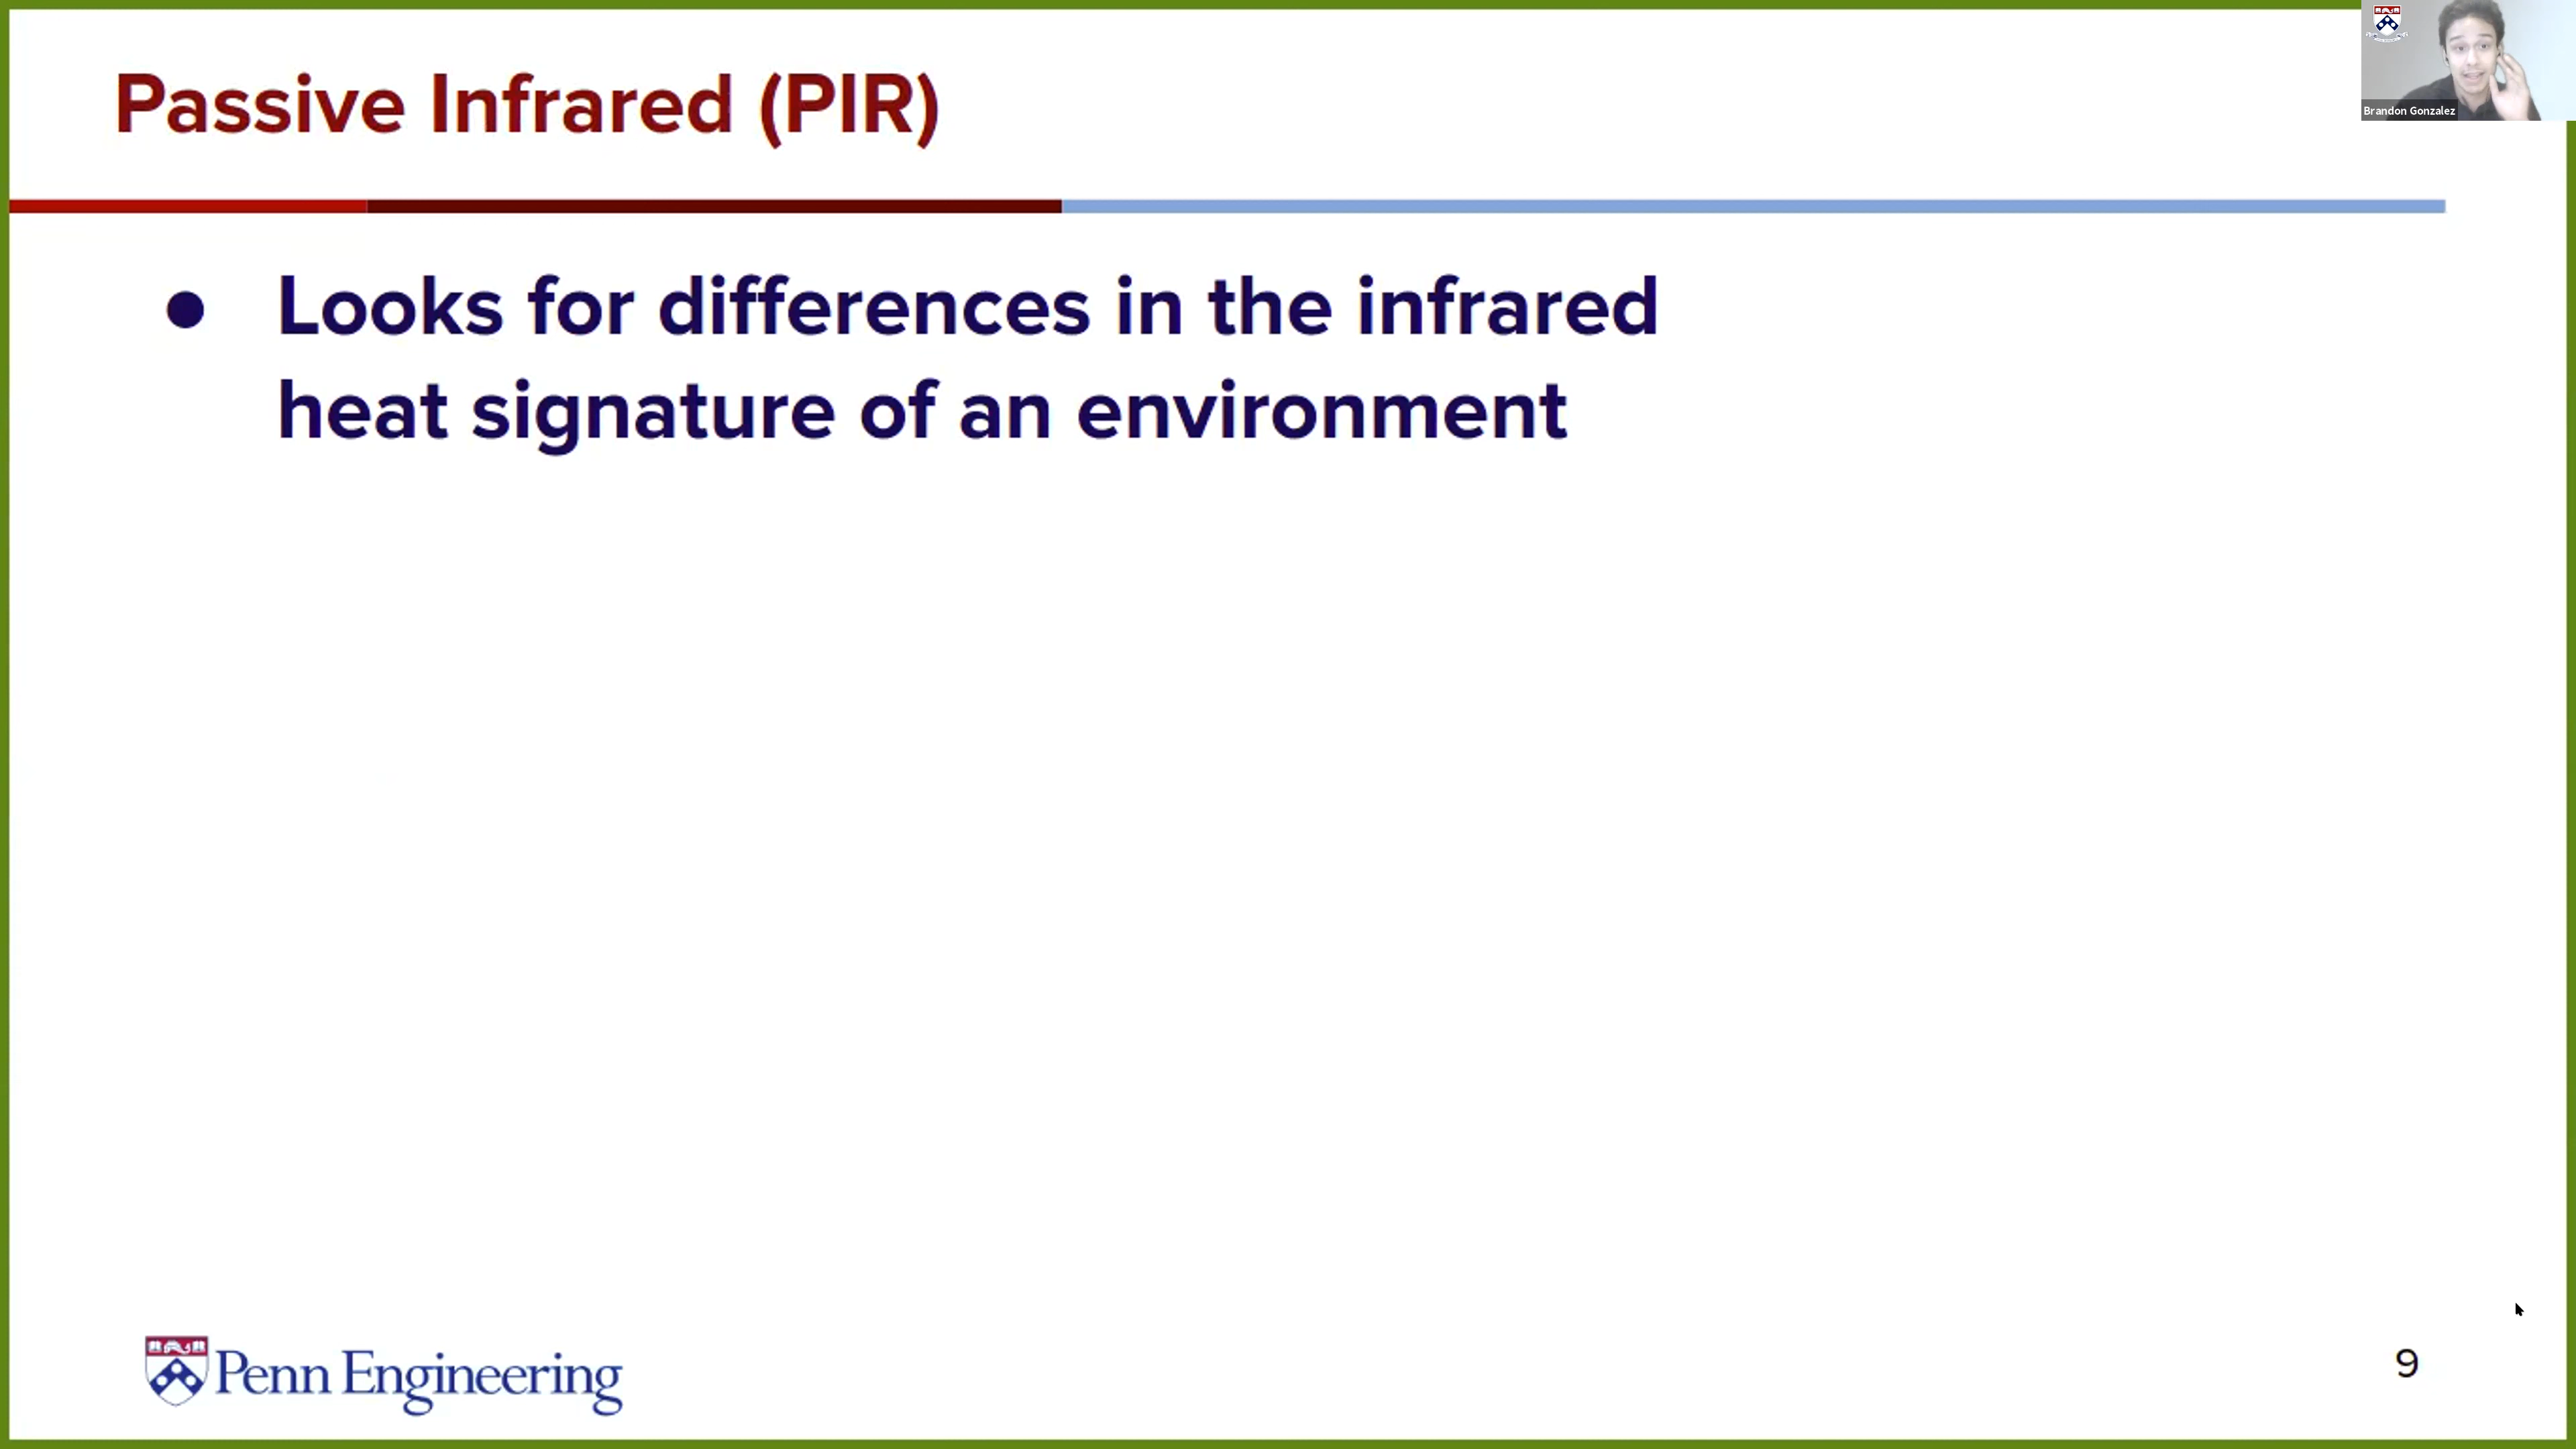 Passive Infrared (PIR)
Brandon Gonzalez
● Looks for differences in the infrared
heat signature of an environment
Penn Engineering
9